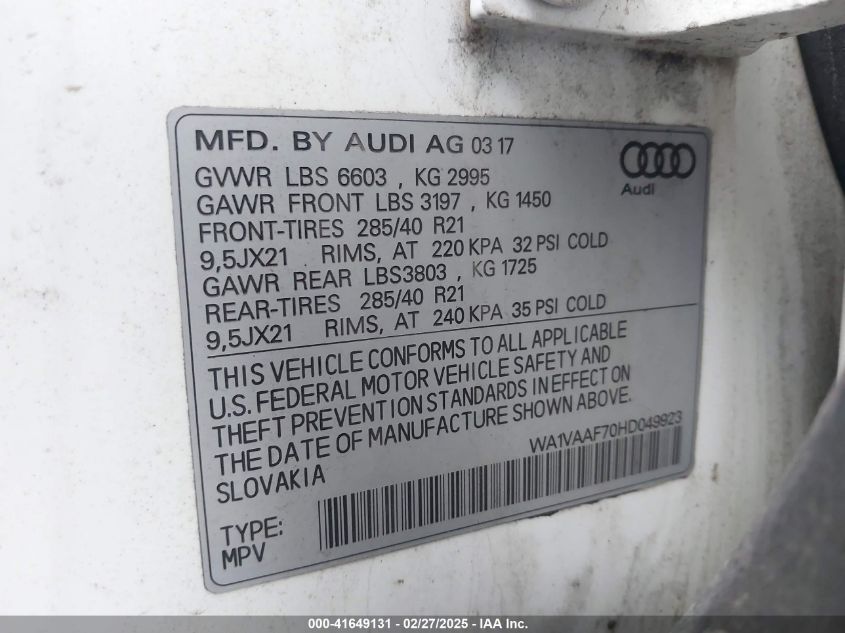 MFD. BY AUDI AG 03 17
Audi
GVWR LBS 6603 , KG 2995
GAWR FRONT LBS 3197 , KG 1450
FRONT-TIRES 285/40 R21
9,5JX21 RIMS, AT 220 KPA 32 PSI COLD
GAWR REAR LBS3803 , KG 1725
REAR-TIRES 285/40 R21
9,5JX21 RIMS, AT 240 KPA 35 PSI COLD
THIS VEHICLE CONFORMS TO ALL APPLICABLE
U.S. FEDERAL MOTOR VEHICLE SAFETY AND
THEFT PREVENTION STANDARDS IN EFFECT ON
THE DATE OF MANUFACTURE SHOWN ABOVE.
SLOVAKIA
WA1VAAF70HD049923
TYPE:
MPV
000-41649131 - 02/27/2025 - Copyright © 2025 IAA, Inc.